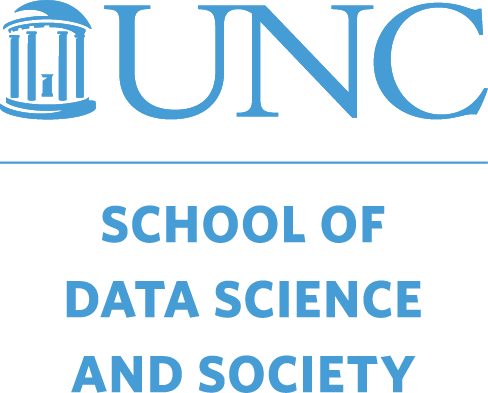 UNC
SCHOOL OF
DATA SCIENCE
AND SOCIETY